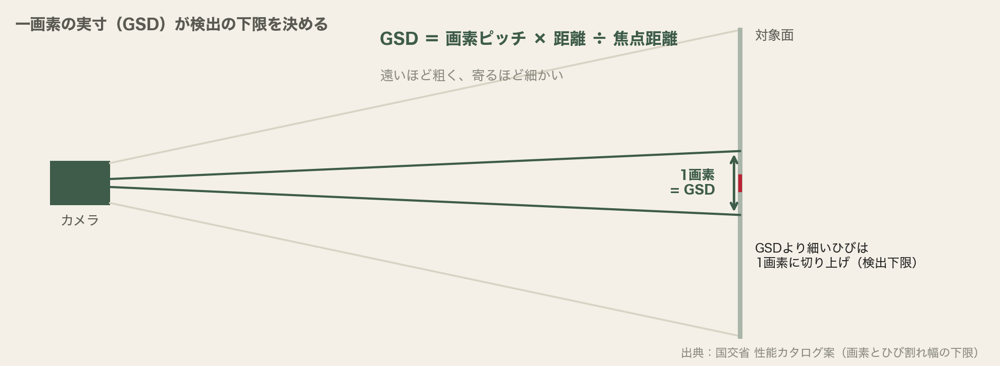 一画素の実寸（GSD）が検出の下限を決める
GSD = 画素ピッチ × 距離 ÷ 焦点距離
遠いほど粗く、寄るほど細かい
対象面
1画素
= GSD
カメラ
GSDより細いひびは
1画素に切り上げ（検出下限）
出典：国交省 性能カタログ案（画素とひび割れ幅の下限）